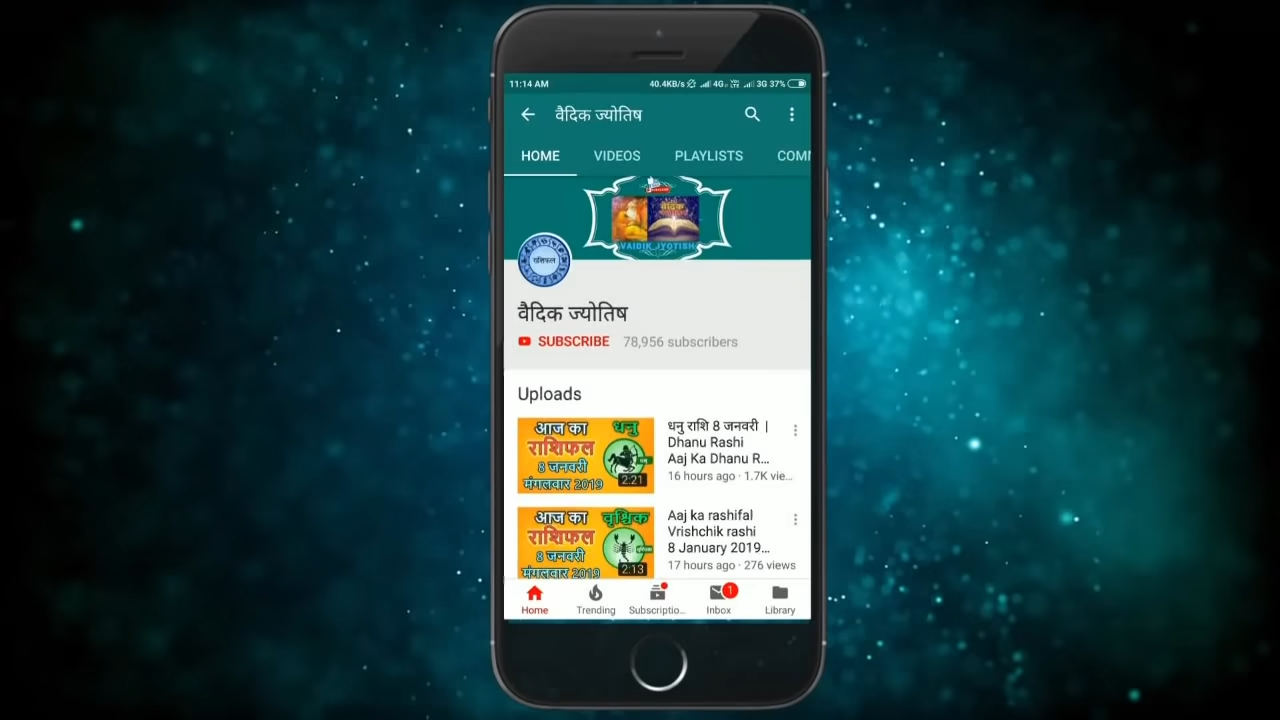 11:14 AM
40.4KB/s 4G 3G 37%
वैदिक ज्योतिष
HOME VIDEOS PLAYLISTS COMM
वैदिक
VAIDIK JYOTISH
राशिफल
वैदिक ज्योतिष
SUBSCRIBE 78,956 subscribers
Uploads
आज का धनु
राशिफल
8 जनवरी
मंगलवार 2019
2:21
धनु राशि 8 जनवरी |
Dhanu Rashi
Aaj Ka Dhanu R...
16 hours ago · 1.7K vie...
आज का वृश्चिक
राशिफल
8 जनवरी
मंगलवार 2019
2:13
Aaj ka rashifal
Vrishchik rashi
8 January 2019...
17 hours ago · 276 views
Home Trending Subscriptio... Inbox 1 Library